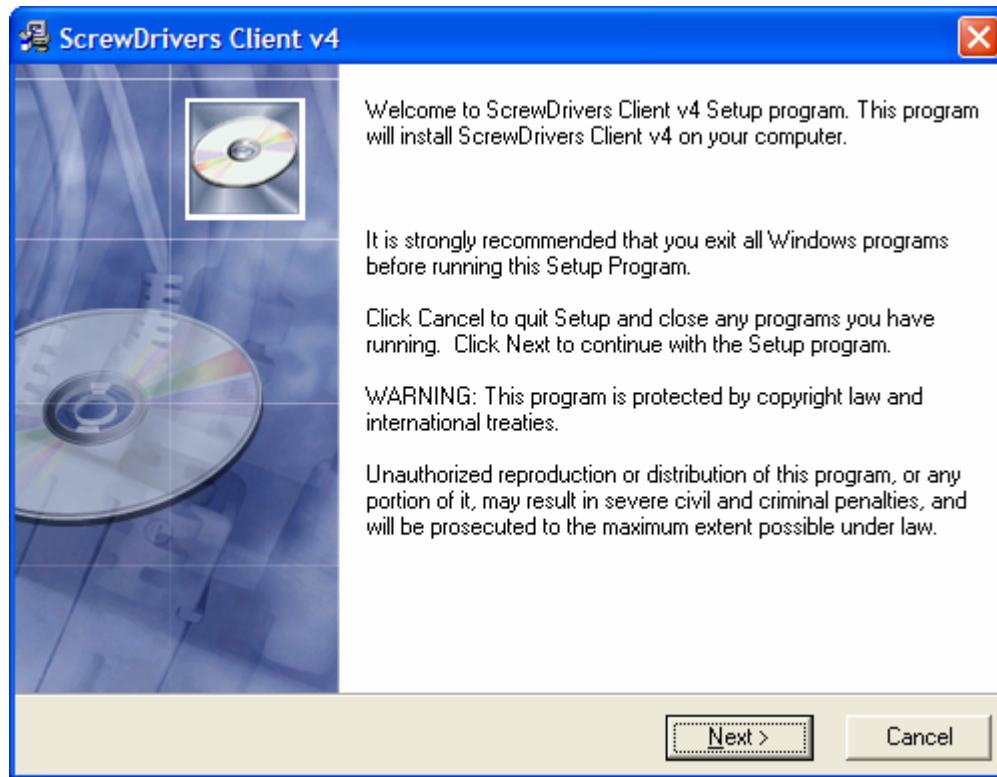 ScrewDrivers Client v4
Welcome to ScrewDrivers Client v4 Setup program. This program
will install ScrewDrivers Client v4 on your computer.
It is strongly recommended that you exit all Windows programs
before running this Setup Program.
Click Cancel to quit Setup and close any programs you have
running.  Click Next to continue with the Setup program.
WARNING: This program is protected by copyright law and
international treaties.
Unauthorized reproduction or distribution of this program, or any
portion of it, may result in severe civil and criminal penalties, and
will be prosecuted to the maximum extent possible under law.
Next >
Cancel